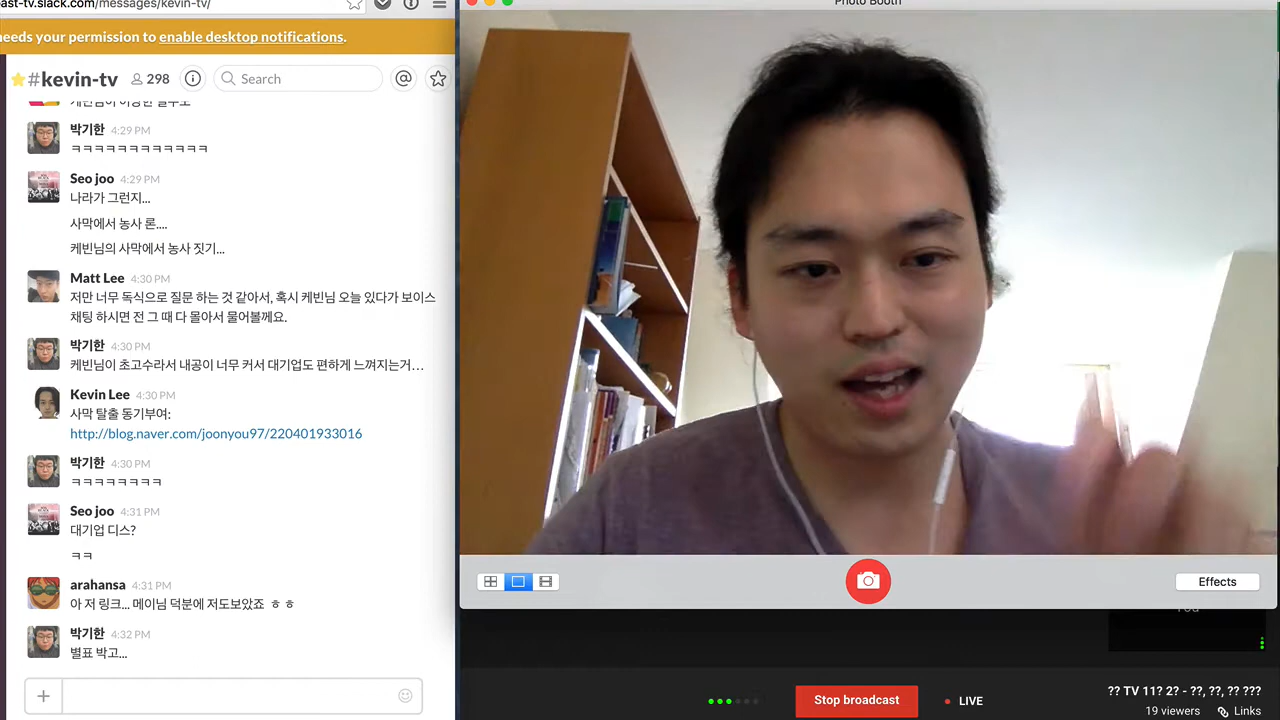 ast-tv.slack.com/messages/kevin-tv/
Photo Booth
eeds your permission to enable desktop notifications.
#kevin-tv 298 Search
박기한 4:29 PM
ㅋㅋㅋㅋㅋㅋㅋㅋㅋㅋㅋㅋ
Seo joo 4:29 PM
나라가 그런지...
사막에서 농사 론....
케빈님의 사막에서 농사 짓기...
Matt Lee 4:30 PM
저만 너무 독식으로 질문 하는 것 같아서, 혹시 케빈님 오늘 있다가 보이스
채팅 하시면 전 그 때 다 몰아서 물어볼께요.
박기한 4:30 PM
케빈님이 초고수라서 내공이 너무 커서 대기업도 편하게 느껴지는거…
Kevin Lee 4:30 PM
사막 탈출 동기부여:
http://blog.naver.com/joonyou97/220401933016
박기한 4:30 PM
ㅋㅋㅋㅋㅋㅋㅋㅋ
Seo joo 4:31 PM
대기업 디스?
ㅋㅋ
arahansa 4:31 PM
아 저 링크... 메이님 덕분에 저도보았죠 ㅎㅎ
박기한 4:32 PM
별표 박고...
Effects
You
Stop broadcast
LIVE
?? TV 11? 2? - ??, ??, ?? ???
19 viewers Links